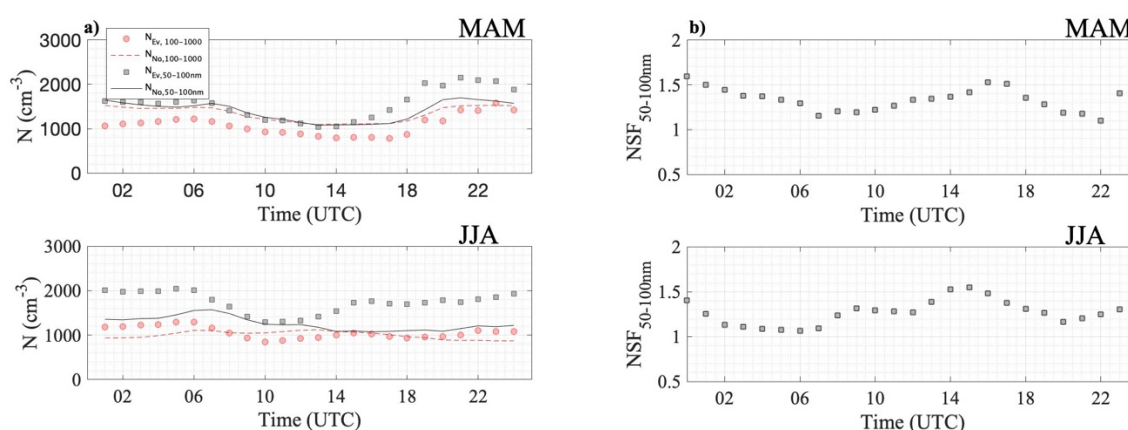 a)
MAM
N_Ev, 100-1000
N_No,100-1000
N_Ev,50-100nm
N_No,50-100nm
3000
2000
1000
0
N (cm⁻³)
02 06 10 14 18 22
Time (UTC)
b)
MAM
2
1.5
1
0.5
NSF_50-100nm
02 06 10 14 18 22
Time (UTC)
JJA
3000
2000
1000
0
N (cm⁻³)
02 06 10 14 18 22
Time (UTC)
JJA
2
1.5
1
0.5
NSF_50-100nm
02 06 10 14 18 22
Time (UTC)